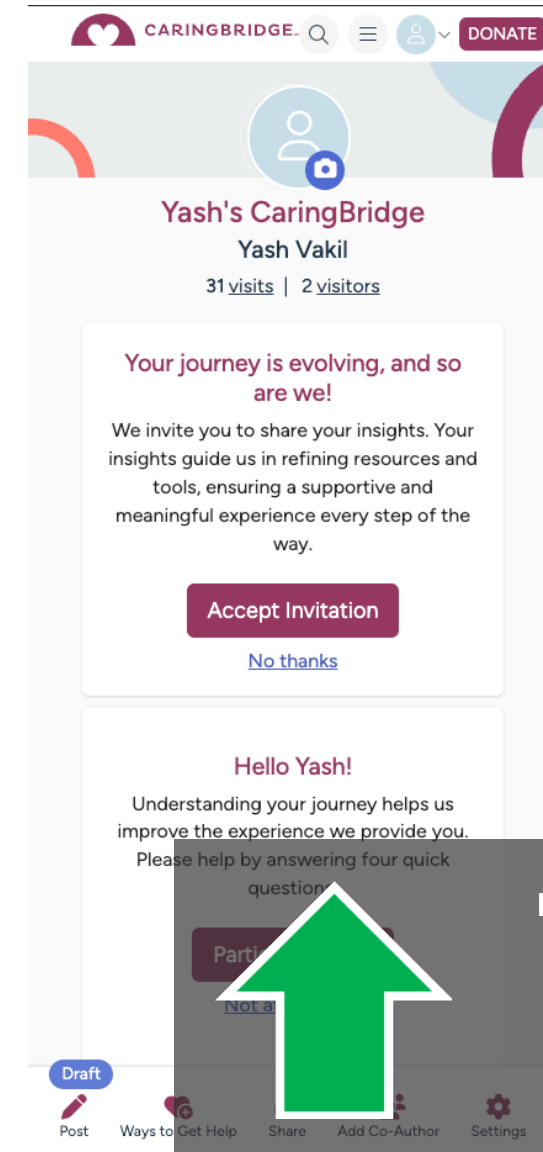 CARINGBRIDGE
DONATE
Yash's CaringBridge
Yash Vakil
31 visits | 2 visitors
Your journey is evolving, and so
are we!
We invite you to share your insights. Your
insights guide us in refining resources and
tools, ensuring a supportive and
meaningful experience every step of the
way.
Accept Invitation
No thanks
Hello Yash!
Understanding your journey helps us
improve the experience we provide you.
Please help by answering four quick
Draft
Post
Ways to Get Help
Share
Add Co-Author
Settings